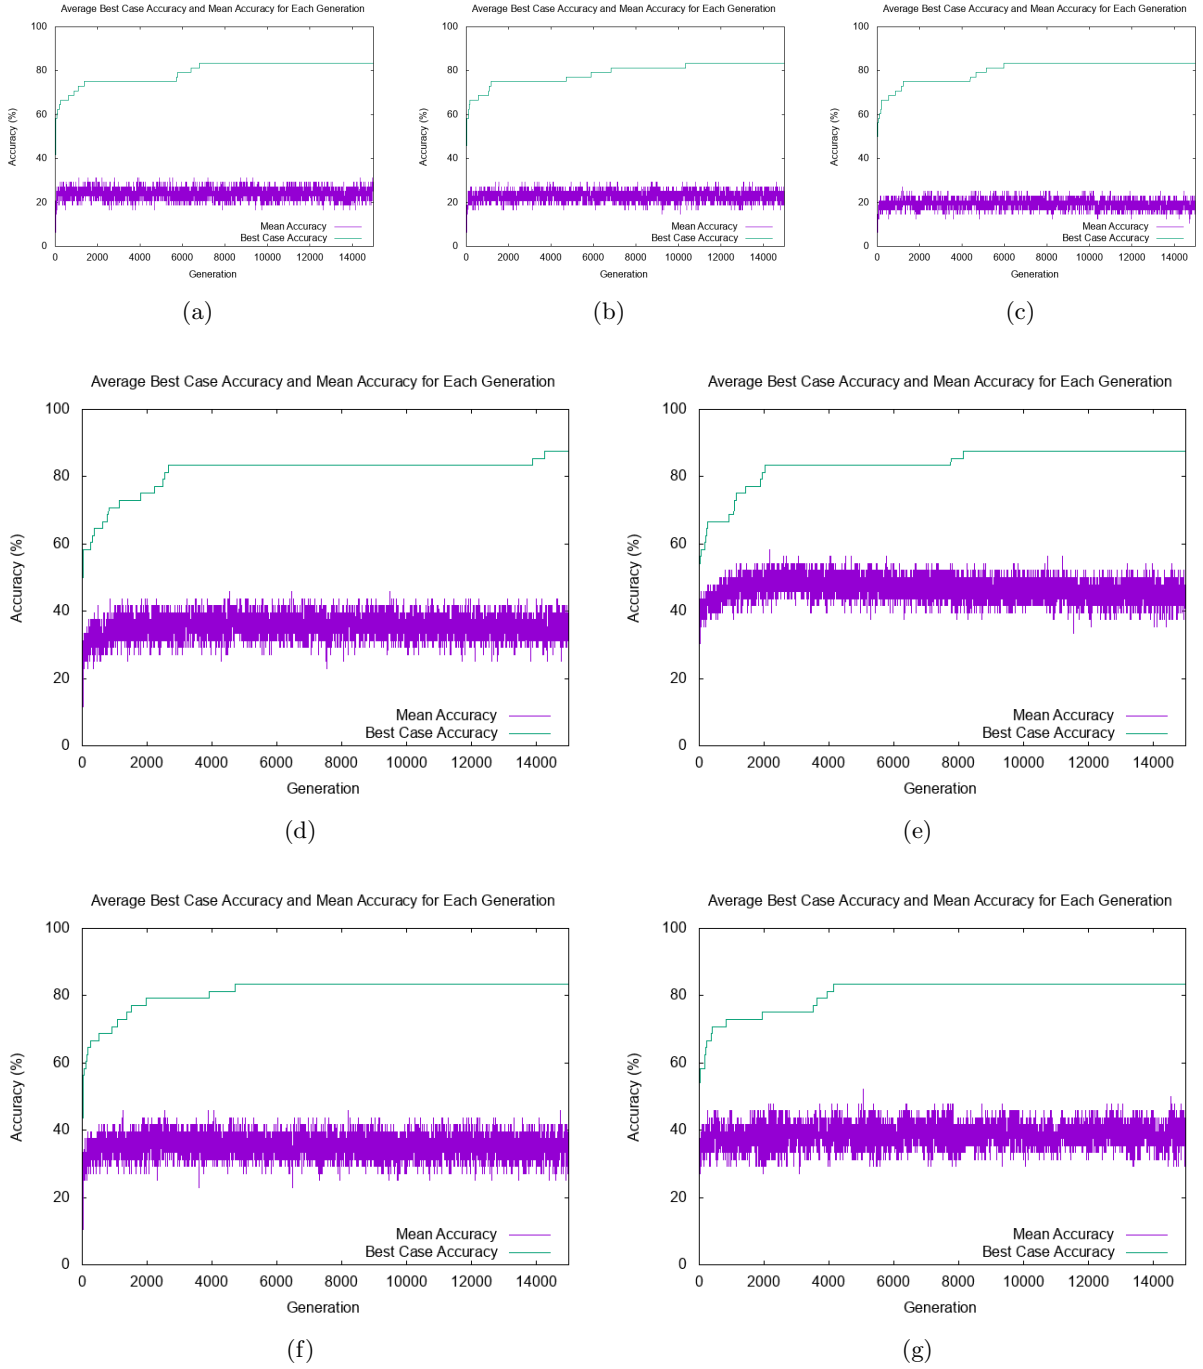 Average Best Case Accuracy and Mean Accuracy for Each Generation
100
80
60
40
20
0
Accuracy (%)
Mean Accuracy
Best Case Accuracy
0 2000 4000 6000 8000 10000 12000 14000
Generation
(a)
Average Best Case Accuracy and Mean Accuracy for Each Generation
100
80
60
40
20
0
Accuracy (%)
Mean Accuracy
Best Case Accuracy
0 2000 4000 6000 8000 10000 12000 14000
Generation
(b)
Average Best Case Accuracy and Mean Accuracy for Each Generation
100
80
60
40
20
0
Accuracy (%)
Mean Accuracy
Best Case Accuracy
0 2000 4000 6000 8000 10000 12000 14000
Generation
(c)
Average Best Case Accuracy and Mean Accuracy for Each Generation
100
80
60
40
20
0
Accuracy (%)
Mean Accuracy
Best Case Accuracy
0 2000 4000 6000 8000 10000 12000 14000
Generation
(d)
Average Best Case Accuracy and Mean Accuracy for Each Generation
100
80
60
40
20
0
Accuracy (%)
Mean Accuracy
Best Case Accuracy
0 2000 4000 6000 8000 10000 12000 14000
Generation
(e)
Average Best Case Accuracy and Mean Accuracy for Each Generation
100
80
60
40
20
0
Accuracy (%)
Mean Accuracy
Best Case Accuracy
0 2000 4000 6000 8000 10000 12000 14000
Generation
(f)
Average Best Case Accuracy and Mean Accuracy for Each Generation
100
80
60
40
20
0
Accuracy (%)
Mean Accuracy
Best Case Accuracy
0 2000 4000 6000 8000 10000 12000 14000
Generation
(g)